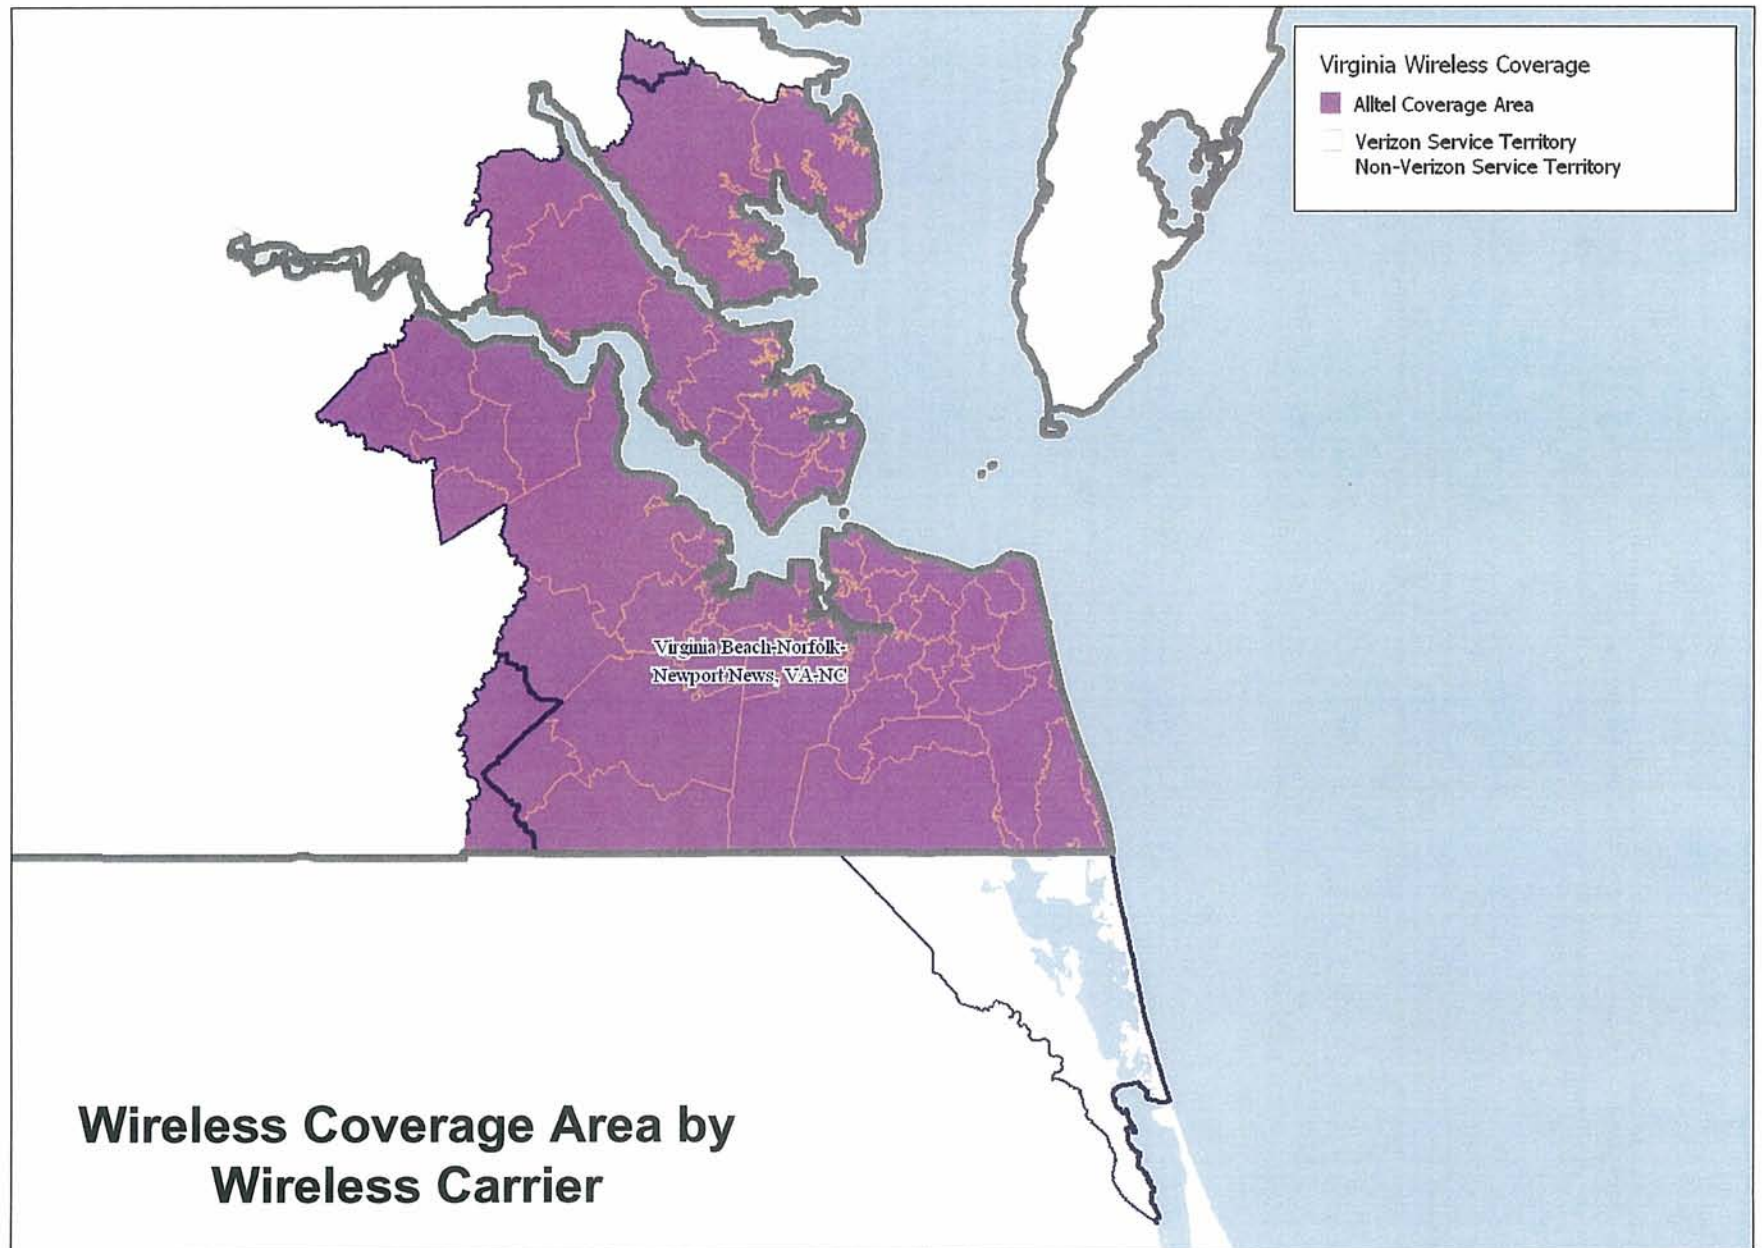 Virginia Wireless Coverage
Alltel Coverage Area
Verizon Service Territory
Non-Verizon Service Territory
Virginia Beach-Norfolk-
Newport News, VA-NC
Wireless Coverage Area by
Wireless Carrier